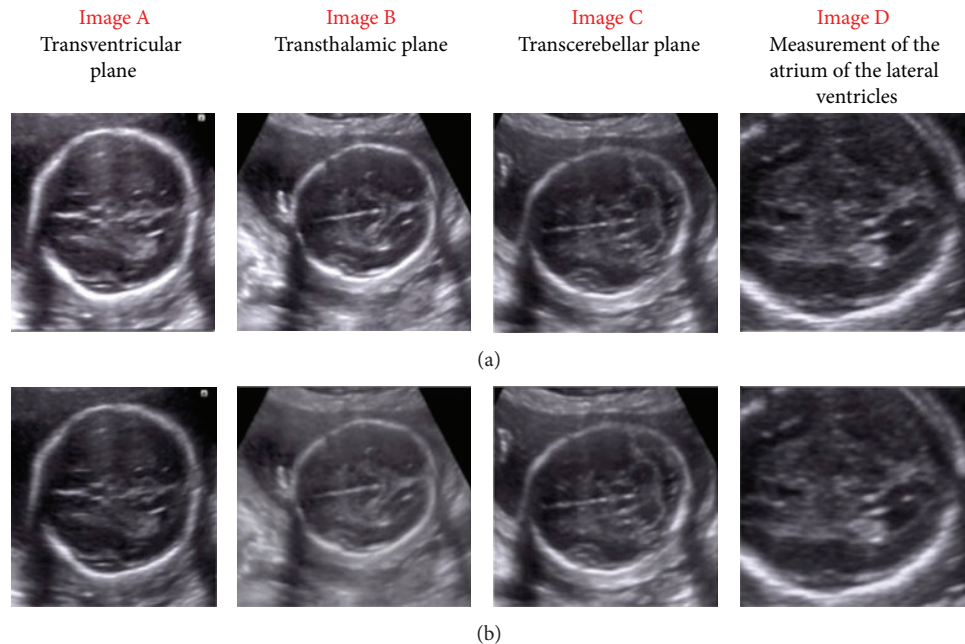 Image A
Transventricular
plane
Image B
Transthalamic plane
Image C
Transcerebellar plane
Image D
Measurement of the
atrium of the lateral
ventricles
(a)
(b)